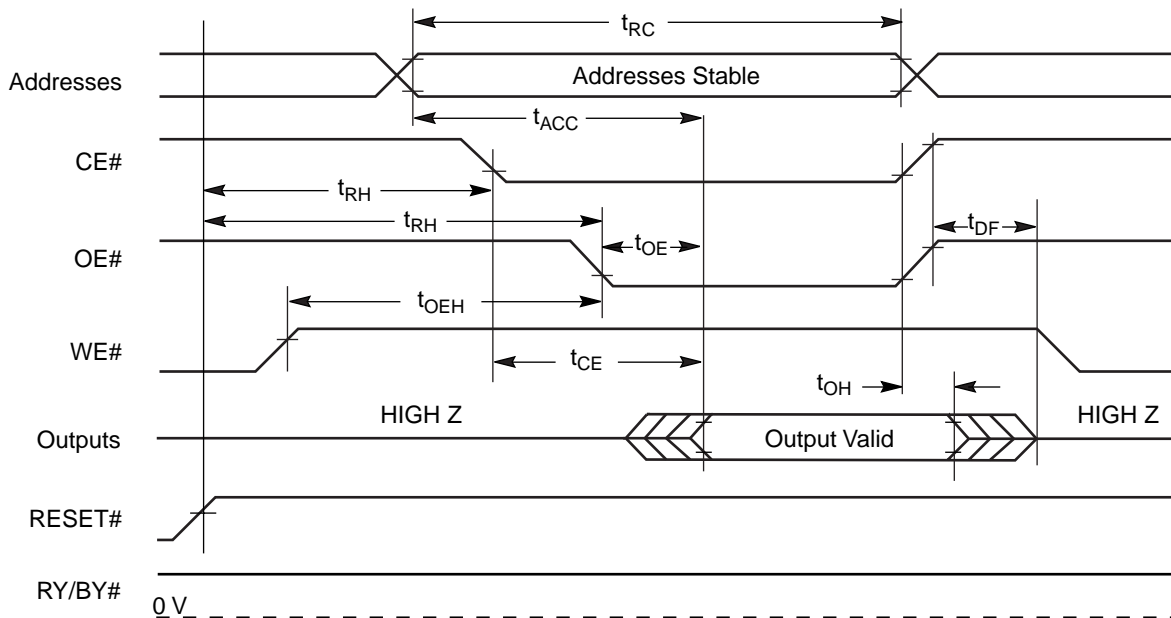 tRC
Addresses
Addresses Stable
tACC
CE#
tRH
tRH
tDF
OE#
tOE
tOEH
WE#
tCE
tOH
HIGH Z
HIGH Z
Outputs
Output Valid
RESET#
RY/BY#
0 V